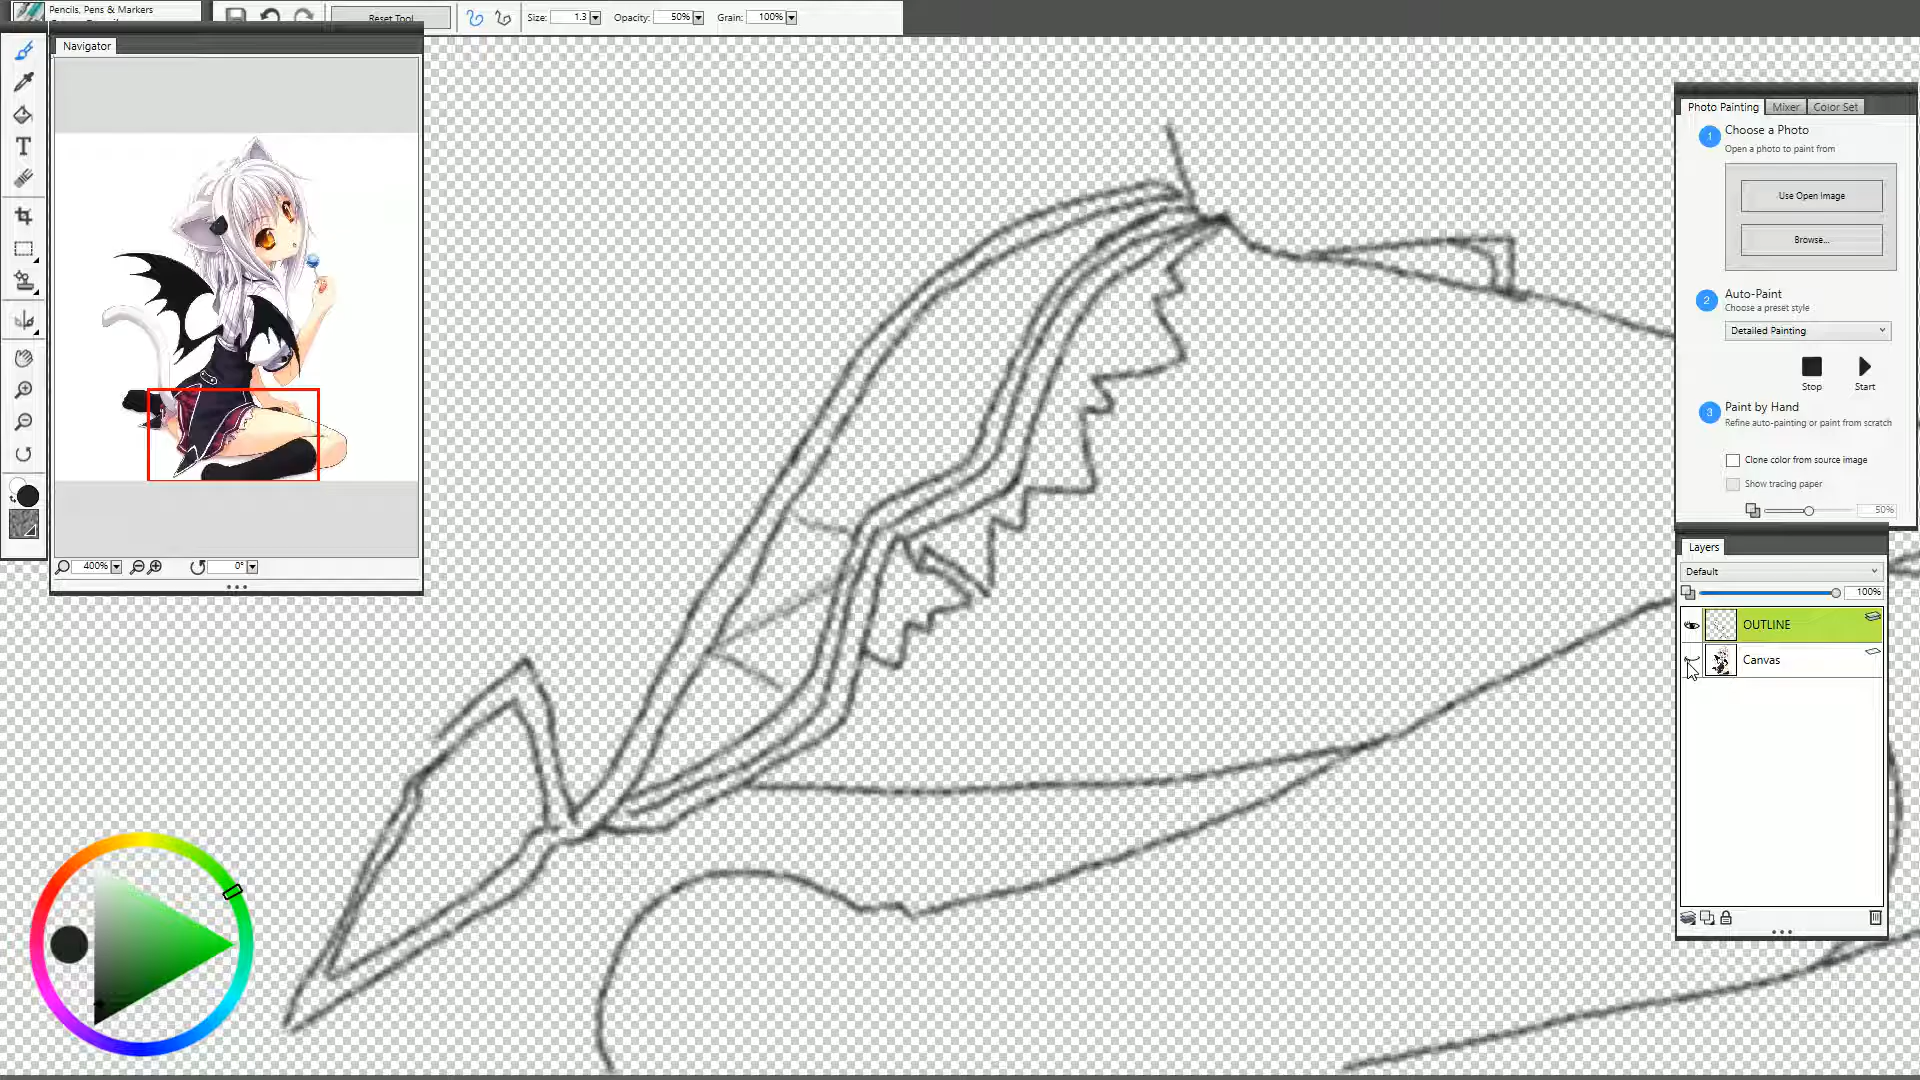 Pencils, Pens & Markers
Reset Tool
Size: 1.3
Opacity: 50%
Grain: 100%
Navigator
400%
0°
Photo Painting
Mixer
Color Set
1
Choose a Photo
Open a photo to paint from
Use Open Image
Browse...
2
Auto-Paint
Choose a preset style
Detailed Painting
Stop
Start
3
Paint by Hand
Refine auto-painting or paint from scratch
Clone color from source image
Show tracing paper
50%
Layers
Default
100%
OUTLINE
Canvas